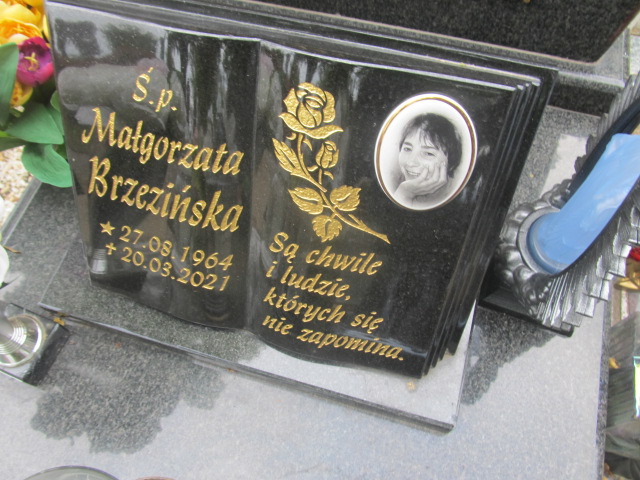 Ś.p.
Małgorzata
Brzezińska
★ 27.08.1964
+ 20.03.2021
Są chwile
i ludzie,
których się
nie zapomina.